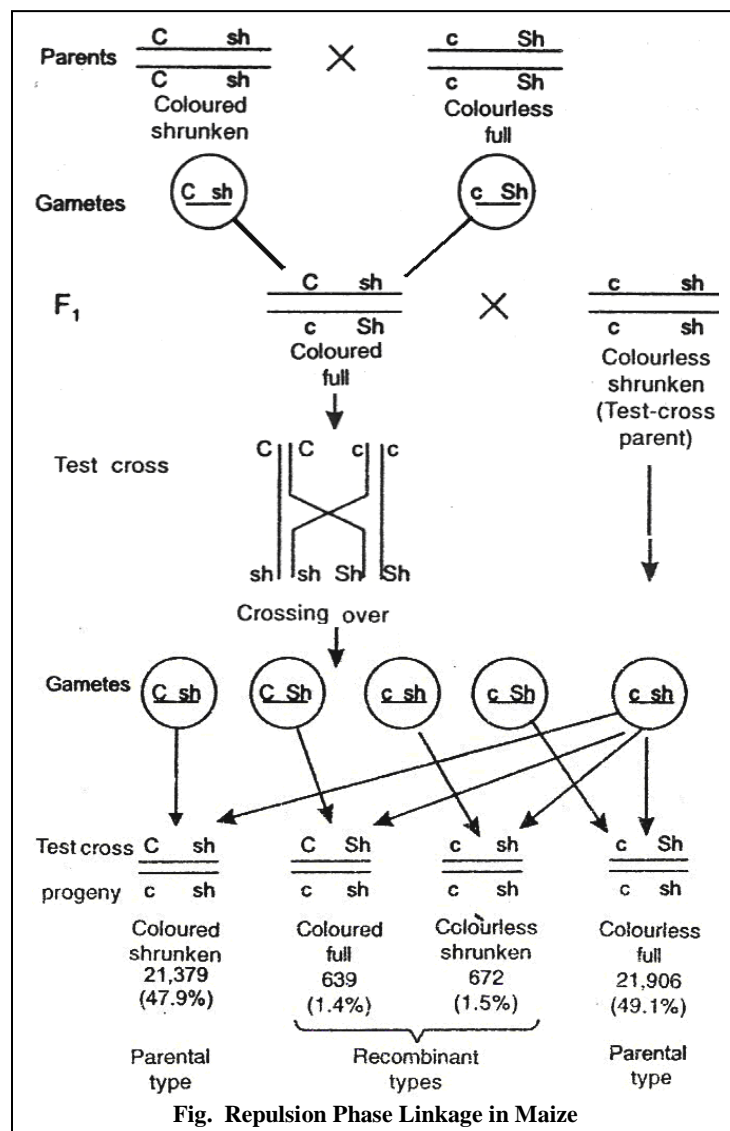 C sh c Sh
Parents
C sh c Sh
Coloured Colourless
shrunken full
Gametes C sh c Sh
C sh c sh
F1
c Sh c sh
Coloured Colourless
full shrunken
(Test-cross
parent)
C C c c
Test cross
sh sh Sh Sh
Crossing over
Gametes C sh C Sh c sh c Sh c sh
Test cross C sh C Sh c sh c Sh
progeny c sh c sh c sh c sh
Coloured Coloured Colourless Colourless
shrunken full shrunken full
21,379 639 672 21,906
(47.9%) (1.4%) (1.5%) (49.1%)
Parental Recombinant Parental
type types type
Fig. Repulsion Phase Linkage in Maize